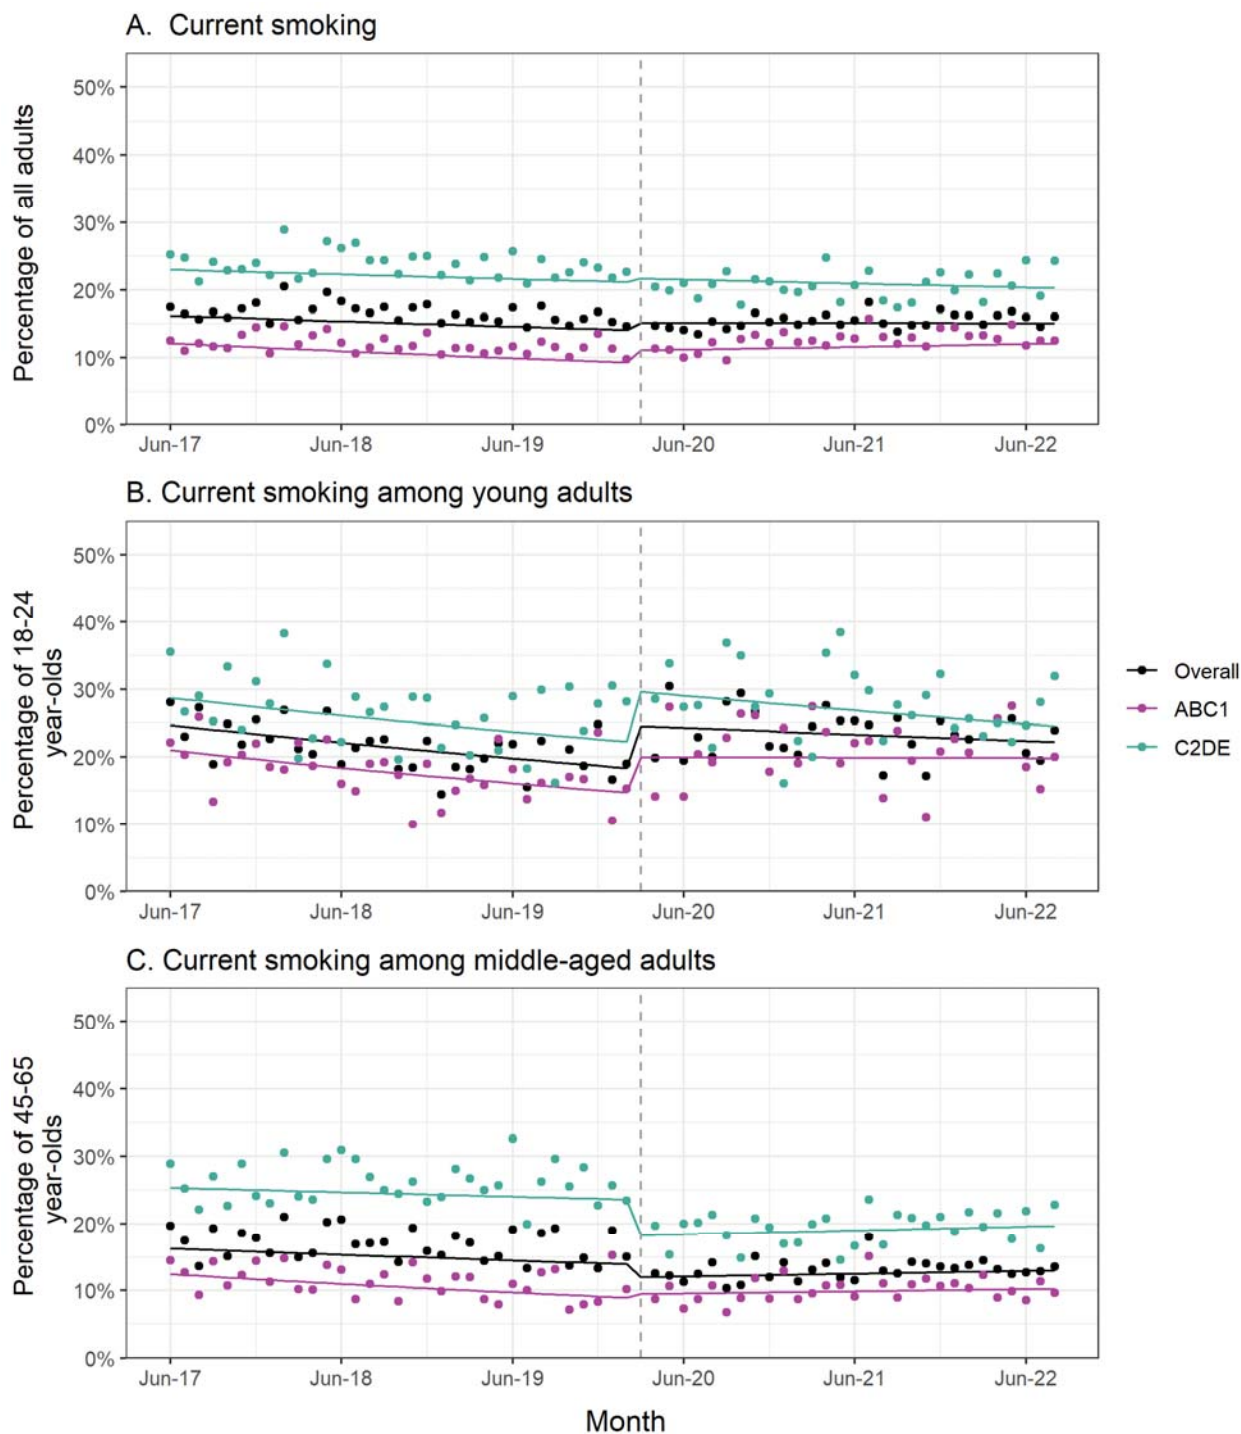 A. Current smoking
Percentage of all adults
50%
40%
30%
20%
10%
0%
Jun-17 Jun-18 Jun-19 Jun-20 Jun-21 Jun-22
B. Current smoking among young adults
Percentage of 18-24
year-olds
50%
40%
30%
20%
10%
0%
Jun-17 Jun-18 Jun-19 Jun-20 Jun-21 Jun-22
Overall
ABC1
C2DE
C. Current smoking among middle-aged adults
Percentage of 45-65
year-olds
50%
40%
30%
20%
10%
0%
Jun-17 Jun-18 Jun-19 Jun-20 Jun-21 Jun-22
Month